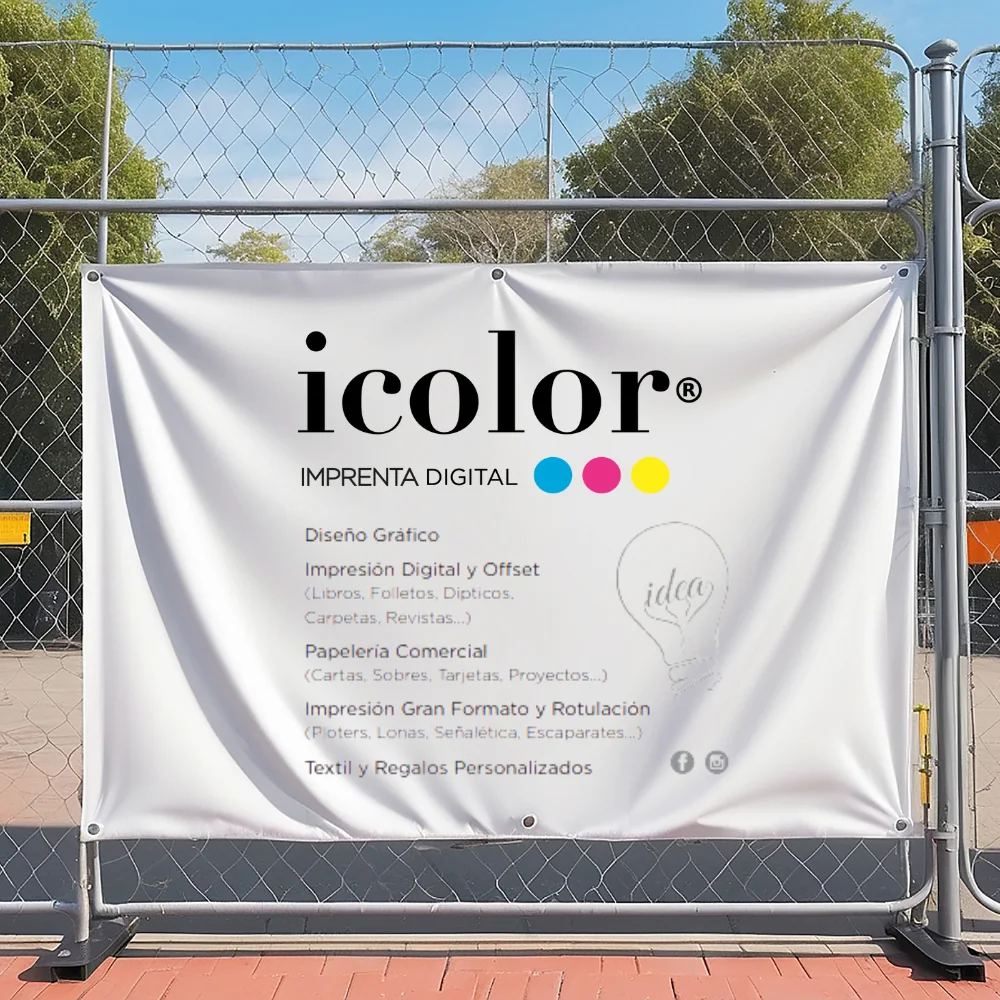 icolor®
IMPRENTA DIGITAL
Diseño Gráfico
Impresión Digital y Offset
(Libros, Folletos, Dípticos,
Carpetas, Revistas...)
idea
Papelería Comercial
(Cartas, Sobres, Tarjetas, Proyectos...)
Impresión Gran Formato y Rotulación
(Ploters, Lonas, Señalética, Escaparates...)
Textil y Regalos Personalizados